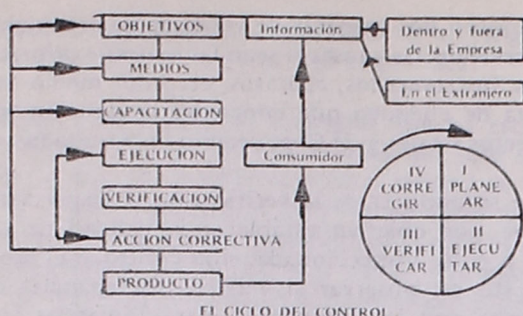 OBJETIVOS
Información
Dentro y fuera
de la Empresa
MEDIOS
En el Extranjero
CAPACITACION
EJECUCION
Consumidor
VERIFICACION
ACCION CORRECTIVA
PRODUCTO
IV
CORRE
GIR
I
PLANE
AR
III
VERIFI
CAR
II
EJECU
TAR
EL CICLO DEL CONTROL